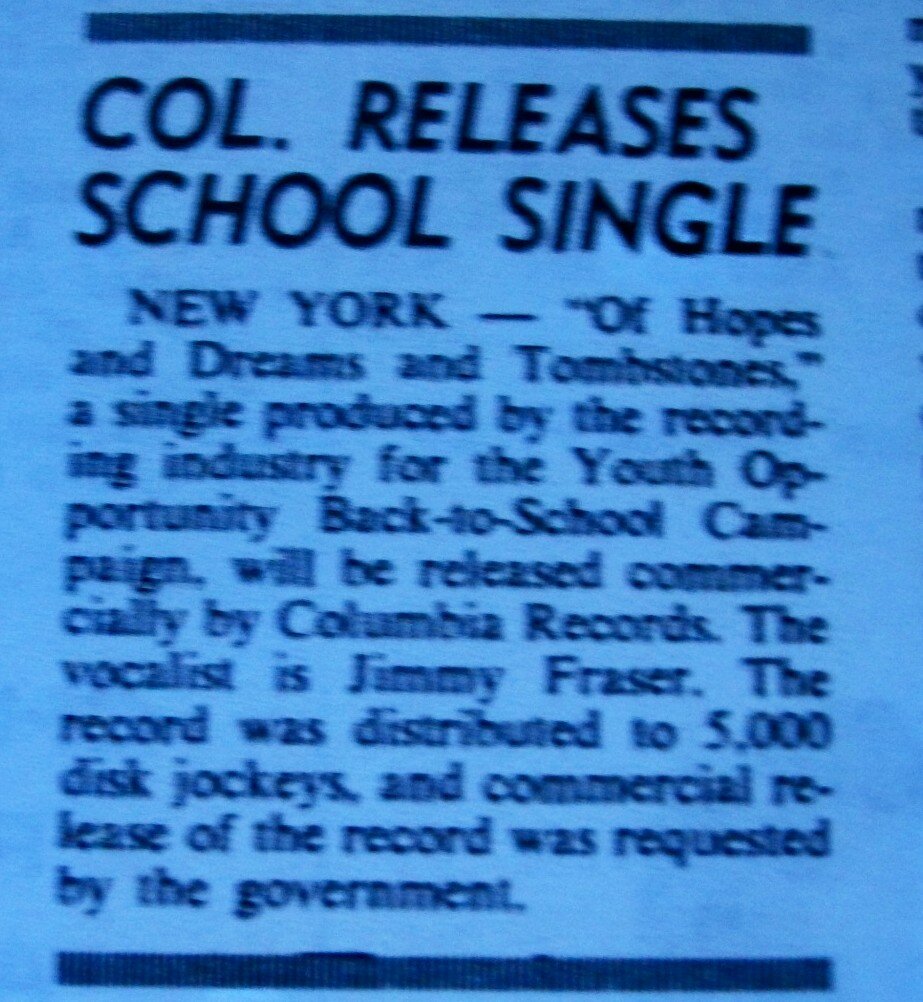 COL. RELEASES
SCHOOL SINGLE
NEW YORK — "Of Hopes
and Dreams and Tombstones,"
a single produced by the record-
ing industry for the Youth Op-
portunity Back-to-School Cam-
paign, will be released commer-
cially by Columbia Records. The
vocalist is Jimmy Fraser. The
record was distributed to 5,000
disk jockeys, and commercial re-
lease of the record was requested
by the government.